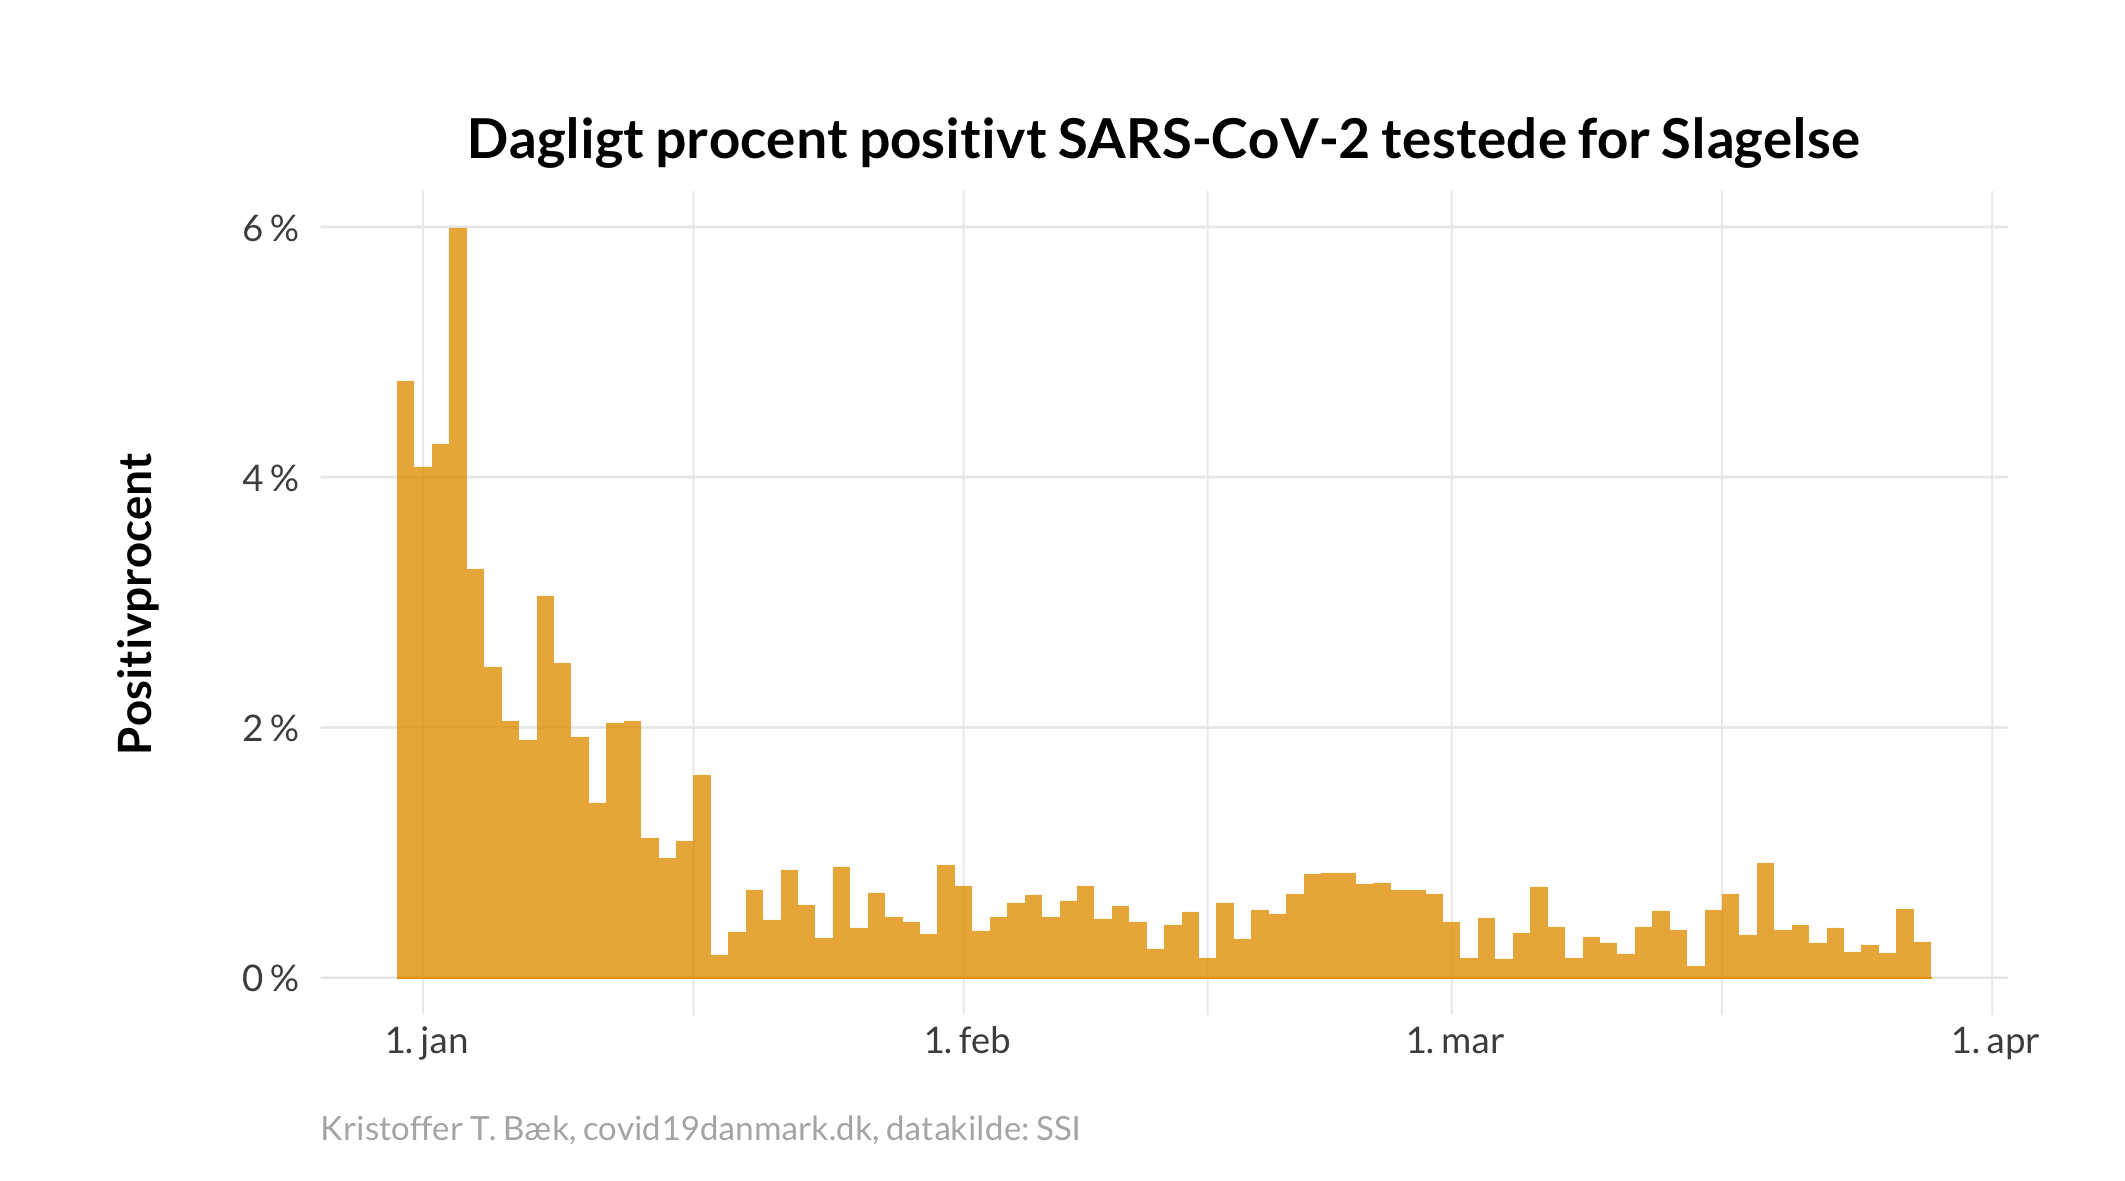 Dagligt procent positivt SARS-CoV-2 testede for Slagelse
Positivprocent
6 %
4 %
2 %
0 %
1. jan
1. feb
1. mar
1. apr
Kristoffer T. Bæk, covid19danmark.dk, datakilde: SSI